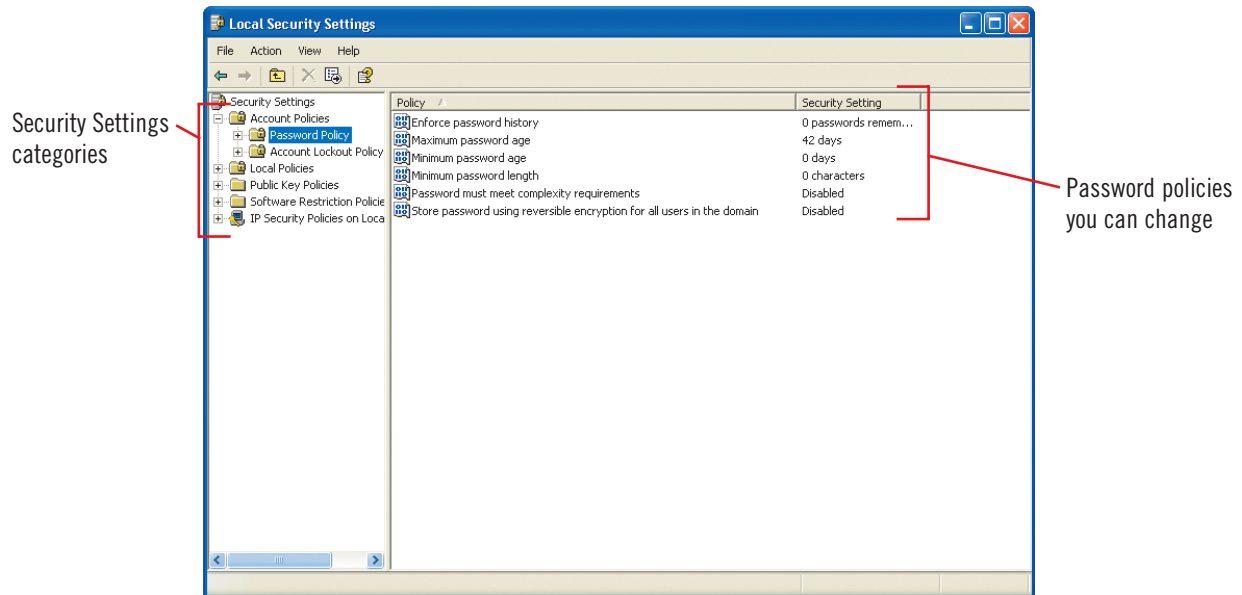 Local Security Settings
File Action View Help
Security Settings categories
Security Settings
Account Policies
Password Policy
Account Lockout Policy
Local Policies
Public Key Policies
Software Restriction Policie
IP Security Policies on Loca
Policy Security Setting
Enforce password history 0 passwords remem...
Maximum password age 42 days
Minimum password age 0 days
Minimum password length 0 characters
Password must meet complexity requirements Disabled
Store password using reversible encryption for all users in the domain Disabled
Password policies
you can change